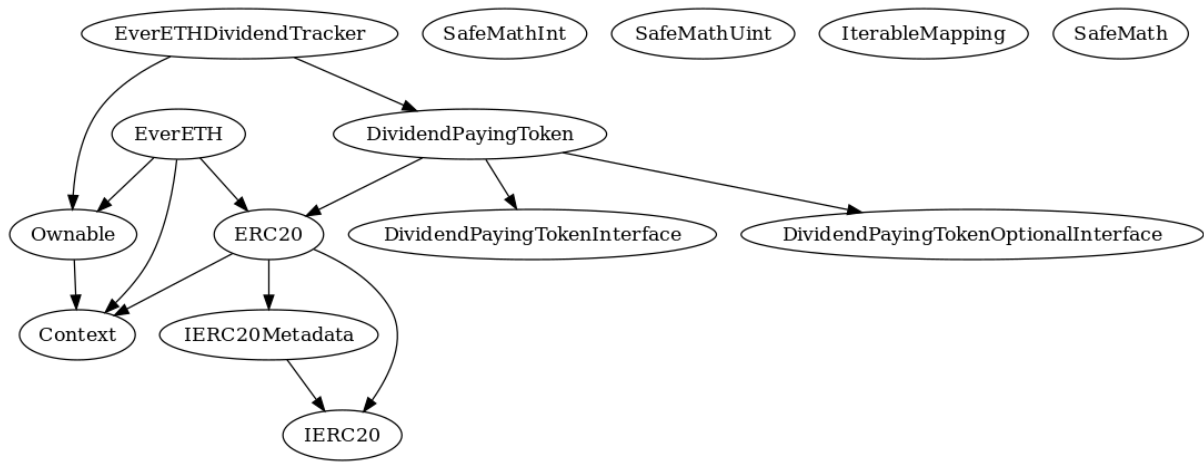 EverETHDividendTracker
SafeMathInt
SafeMathUint
IterableMapping
SafeMath
EverETH
DividendPayingToken
Ownable
ERC20
DividendPayingTokenInterface
DividendPayingTokenOptionalInterface
Context
IERC20Metadata
IERC20